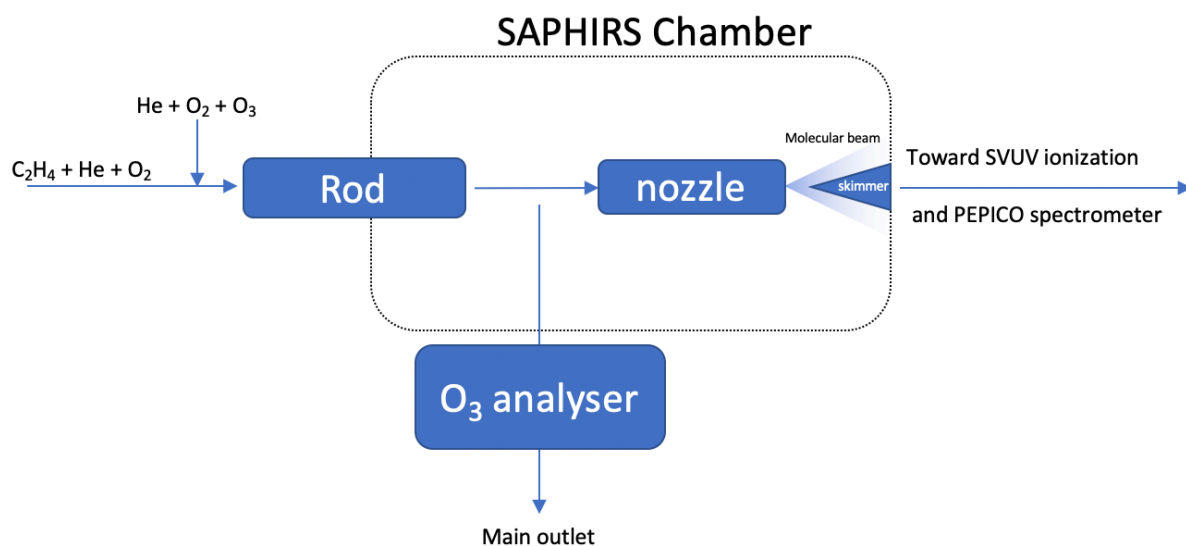 SAPHIRS Chamber
He + O₂ + O₃
C₂H₄ + He + O₂
Rod
nozzle
Molecular beam
skimmer
Toward SVUV ionization
and PEPICO spectrometer
O₃ analyser
Main outlet